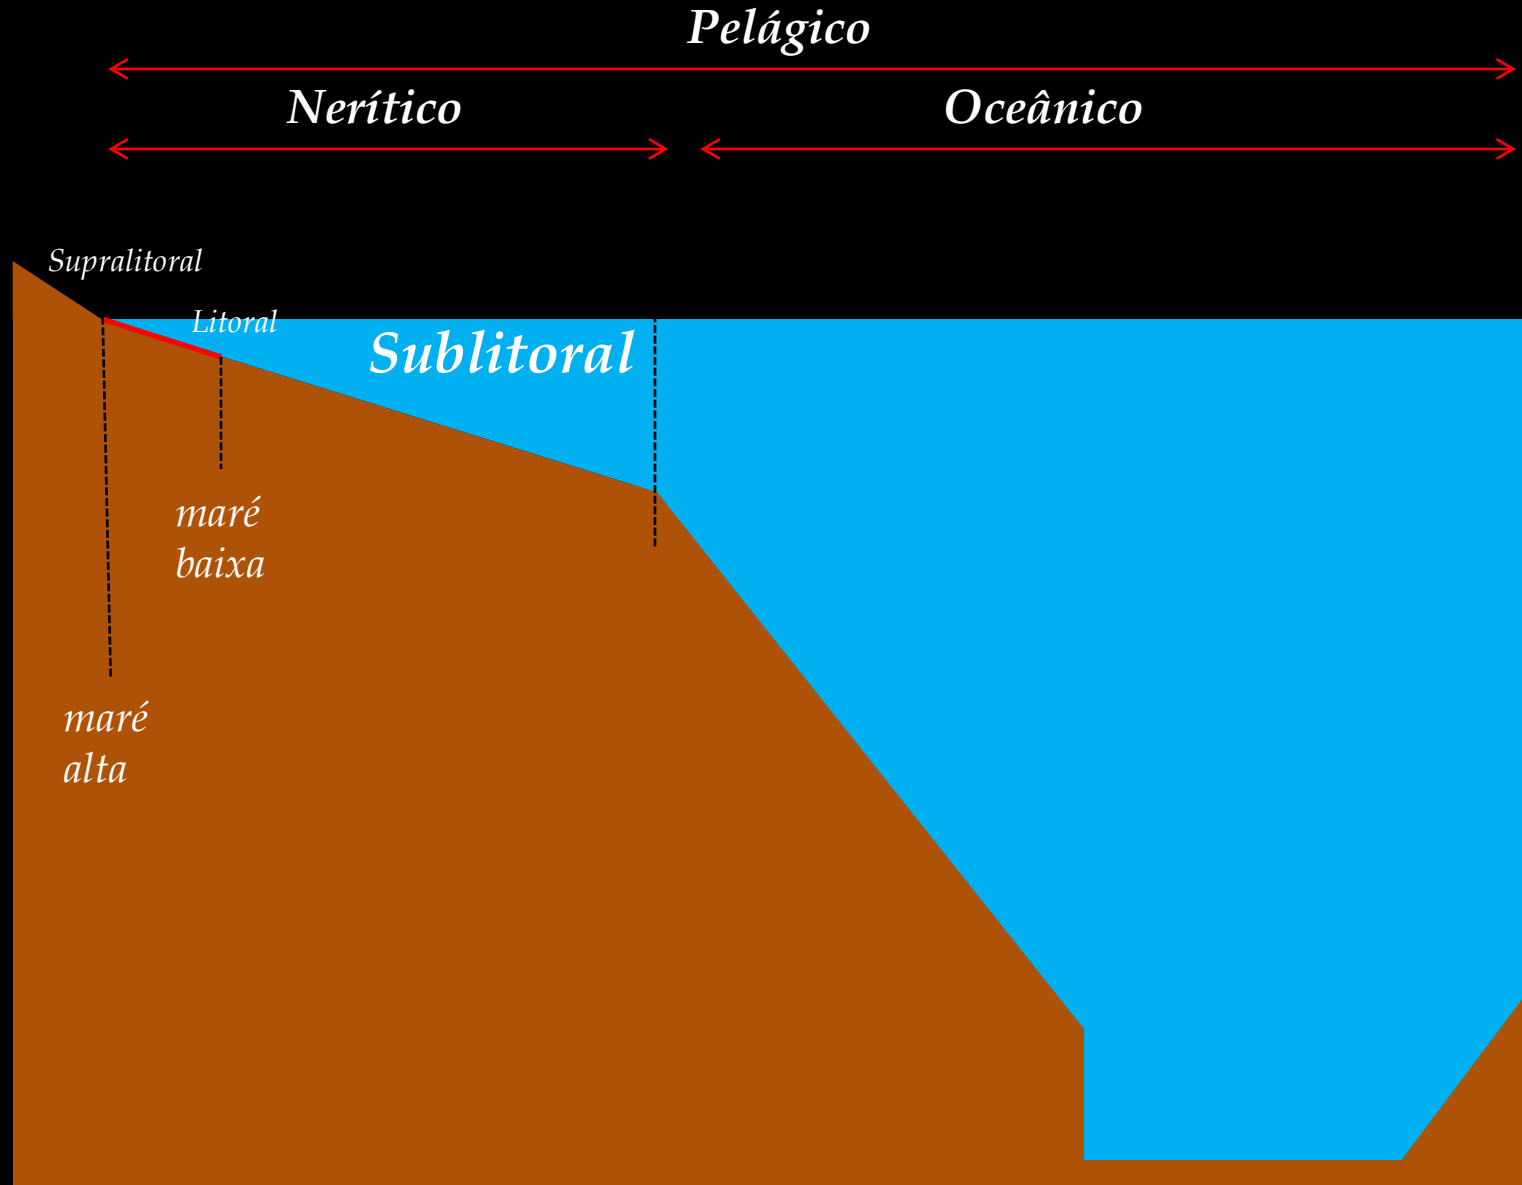 Pelágico
Nerítico
Oceânico
Supralitoral
Litoral
Sublitoral
maré
baixa
maré
alta